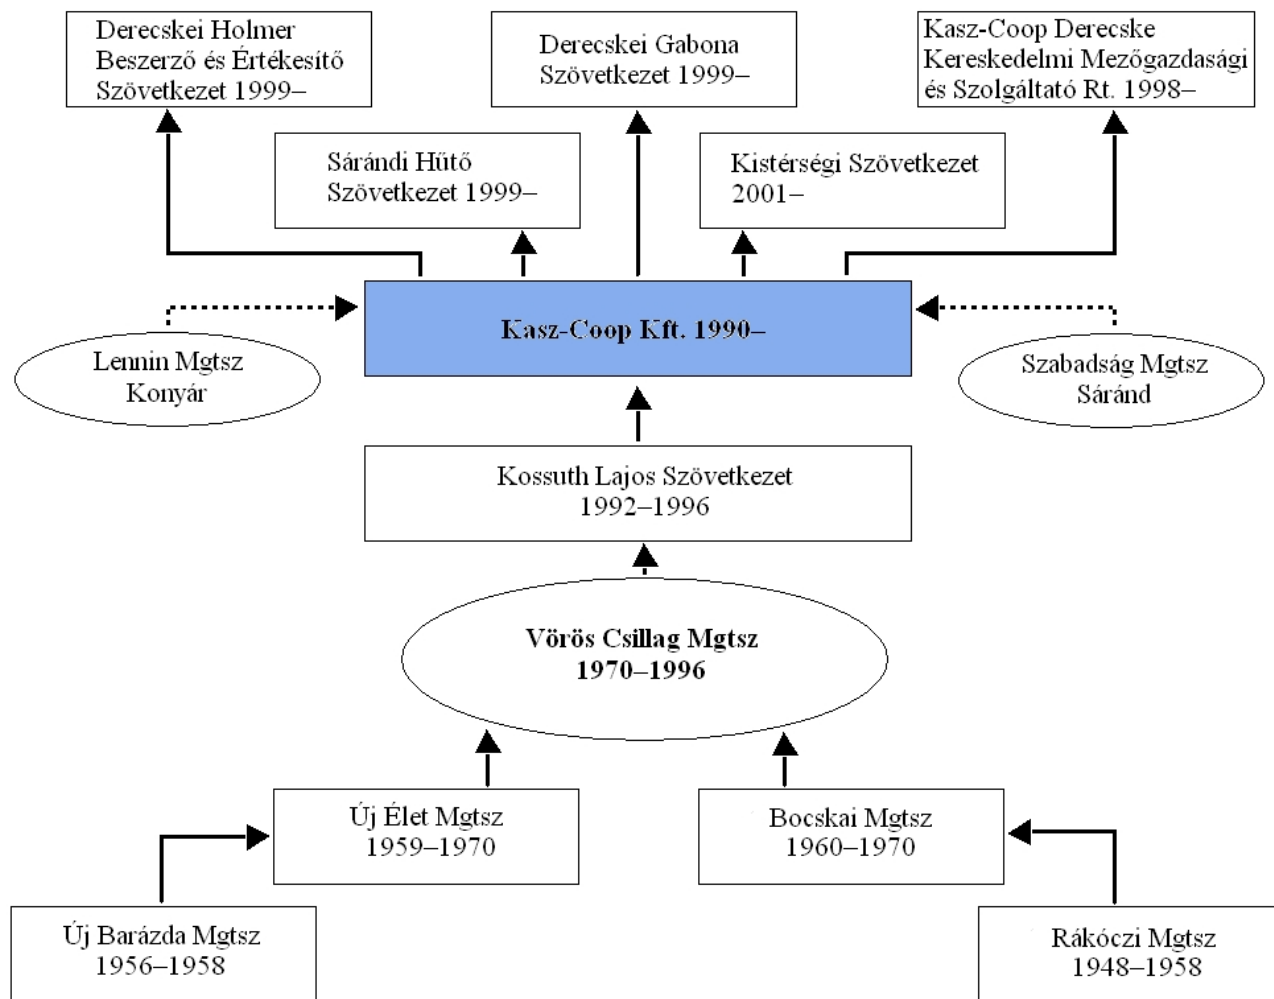 Derecskei Holmer
Beszerző és Értékesítő
Szövetkezet 1999–
Derecskei Gabona
Szövetkezet 1999–
Kasz-Coop Derecske
Kereskedelmi Mezőgazdasági
és Szolgáltató Rt. 1998–
Sárándi Hűtő
Szövetkezet 1999–
Kistérségi Szövetkezet
2001–
Kasz-Coop Kft. 1990–
Lennin Mgtsz
Konyár
Szabadság Mgtsz
Sáránd
Kossuth Lajos Szövetkezet
1992–1996
Vörös Csillag Mgtsz
1970–1996
Új Élet Mgtsz
1959–1970
Bocskai Mgtsz
1960–1970
Új Barázda Mgtsz
1956–1958
Rákóczi Mgtsz
1948–1958